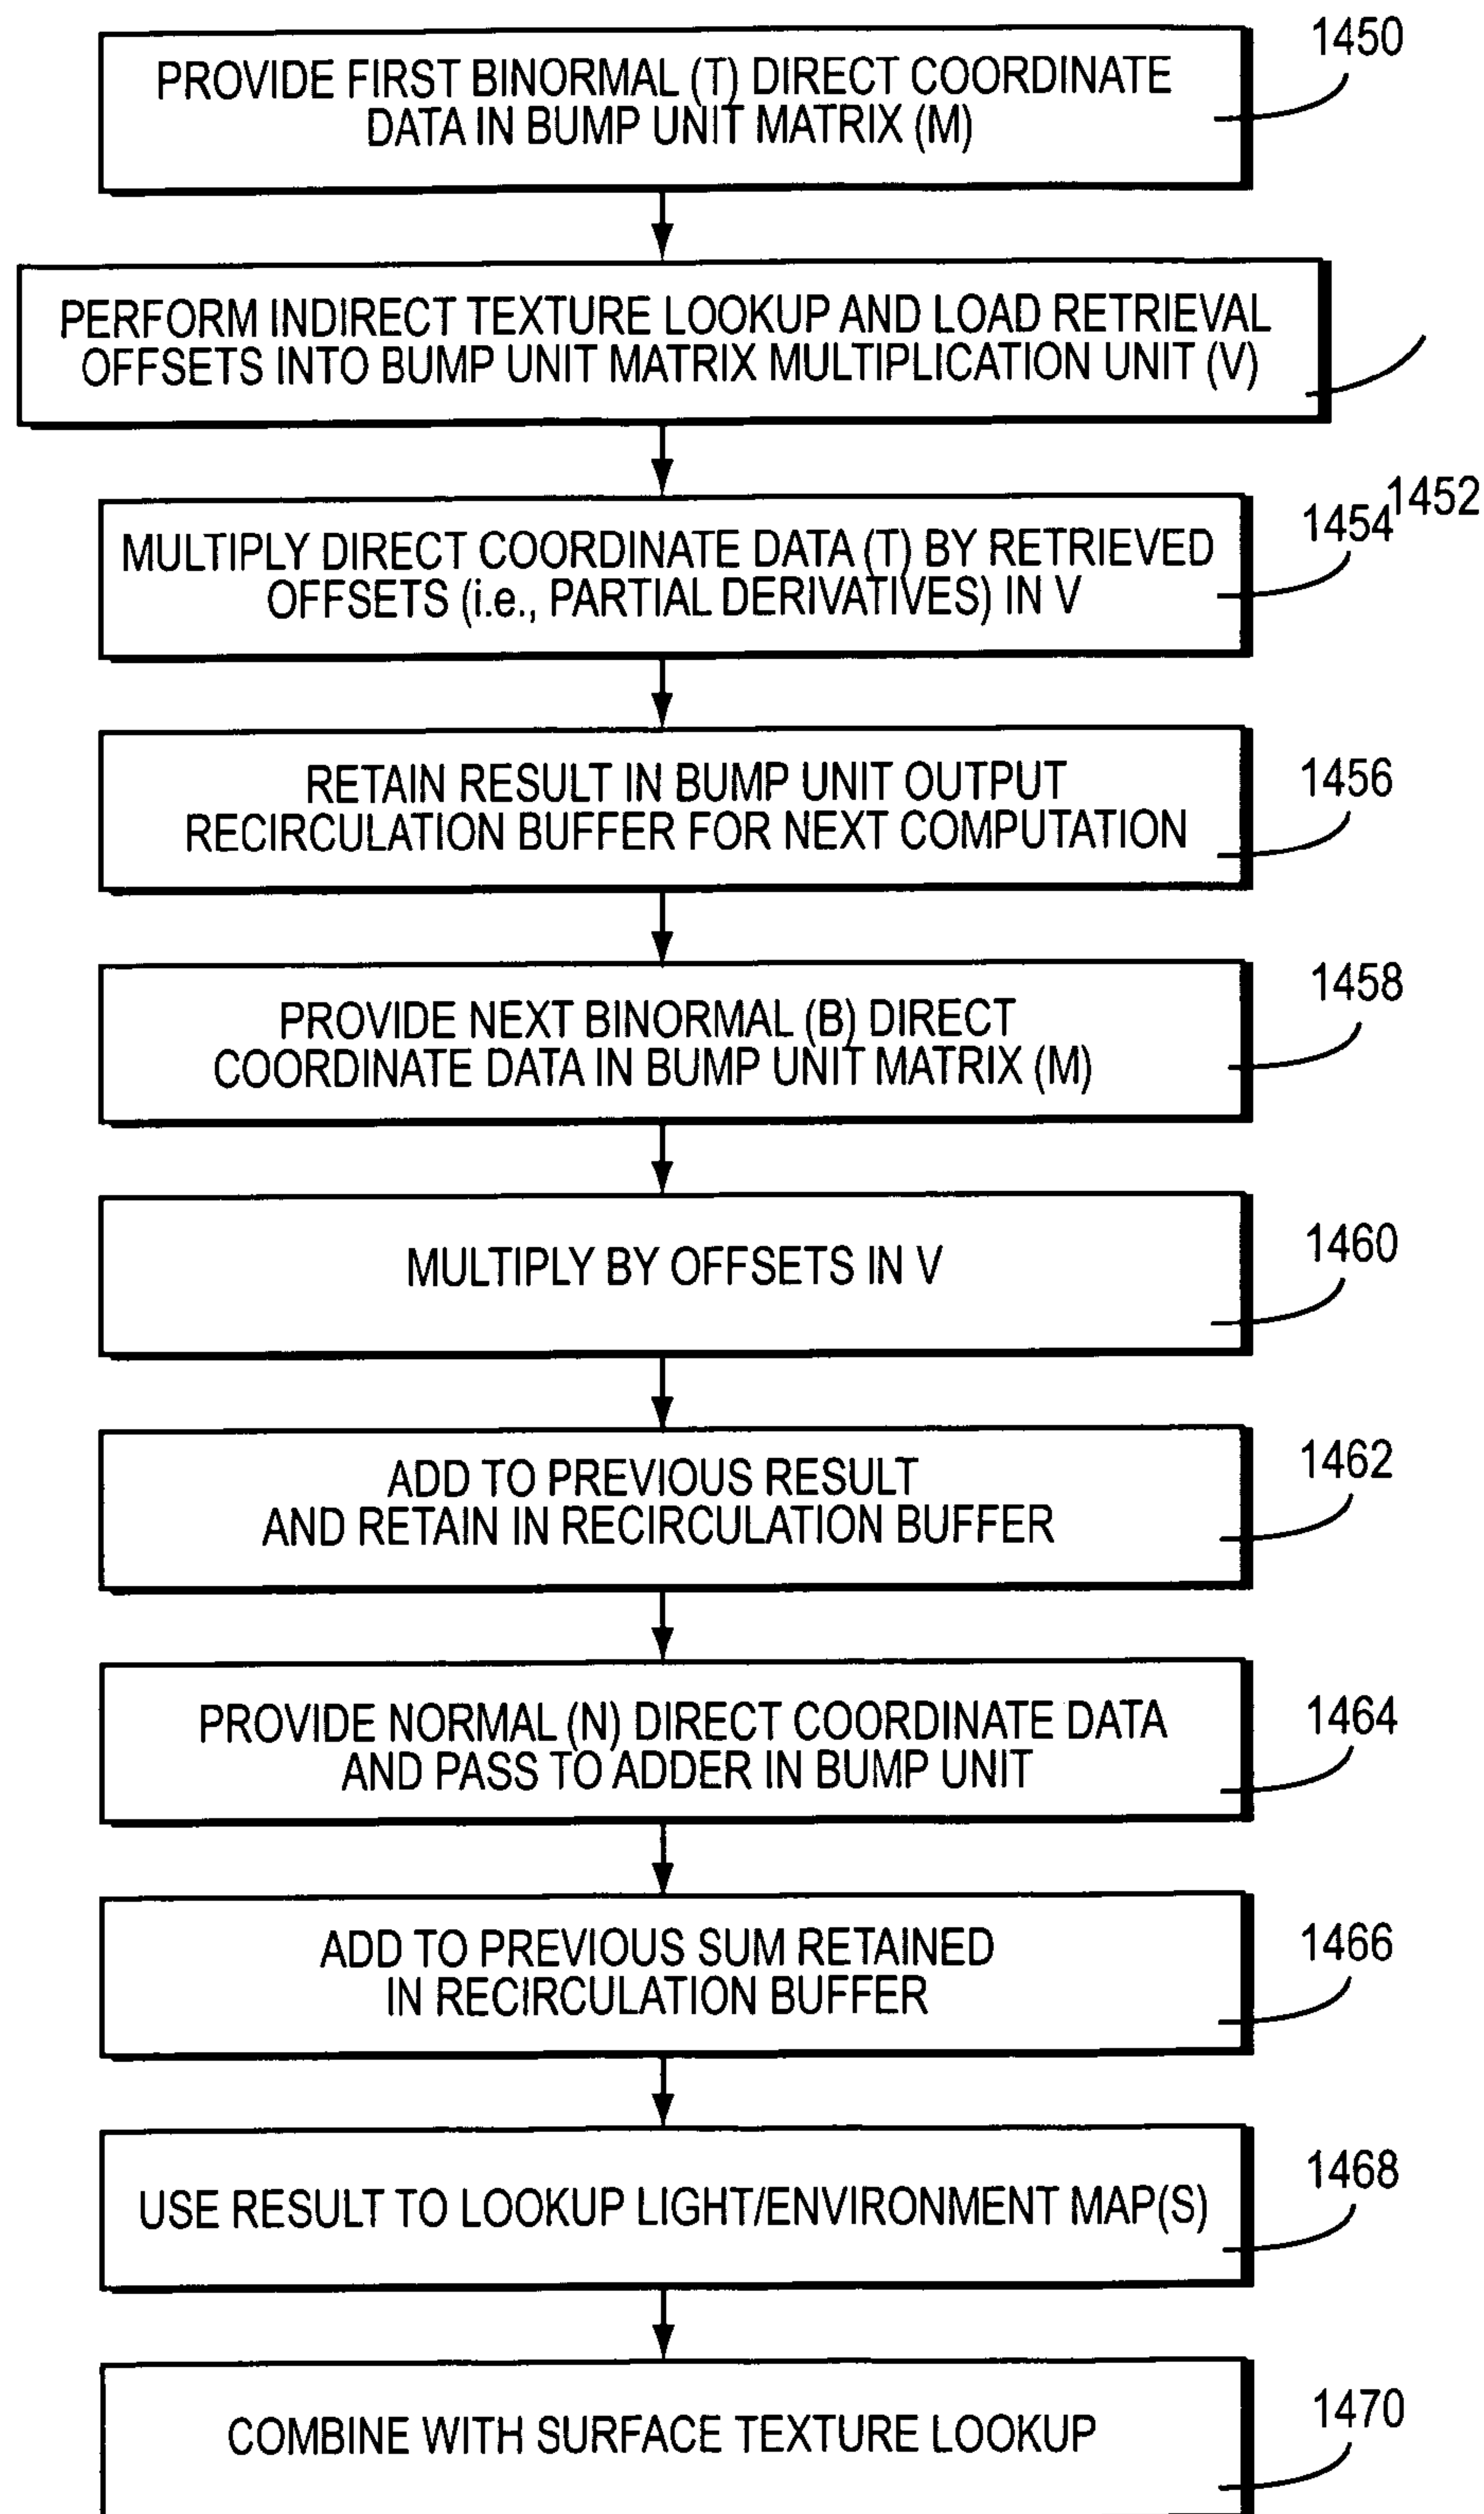 1450
PROVIDE FIRST BINORMAL (T) DIRECT COORDINATE
DATA IN BUMP UNIT MATRIX (M)
PERFORM INDIRECT TEXTURE LOOKUP AND LOAD RETRIEVAL
OFFSETS INTO BUMP UNIT MATRIX MULTIPLICATION UNIT (V)
1452
1454
MULTIPLY DIRECT COORDINATE DATA (T) BY RETRIEVED
OFFSETS (i.e., PARTIAL DERIVATIVES) IN V
1456
RETAIN RESULT IN BUMP UNIT OUTPUT
RECIRCULATION BUFFER FOR NEXT COMPUTATION
1458
PROVIDE NEXT BINORMAL (B) DIRECT
COORDINATE DATA IN BUMP UNIT MATRIX (M)
1460
MULTIPLY BY OFFSETS IN V
1462
ADD TO PREVIOUS RESULT
AND RETAIN IN RECIRCULATION BUFFER
1464
PROVIDE NORMAL (N) DIRECT COORDINATE DATA
AND PASS TO ADDER IN BUMP UNIT
1466
ADD TO PREVIOUS SUM RETAINED
IN RECIRCULATION BUFFER
1468
USE RESULT TO LOOKUP LIGHT/ENVIRONMENT MAP(S)
1470
COMBINE WITH SURFACE TEXTURE LOOKUP